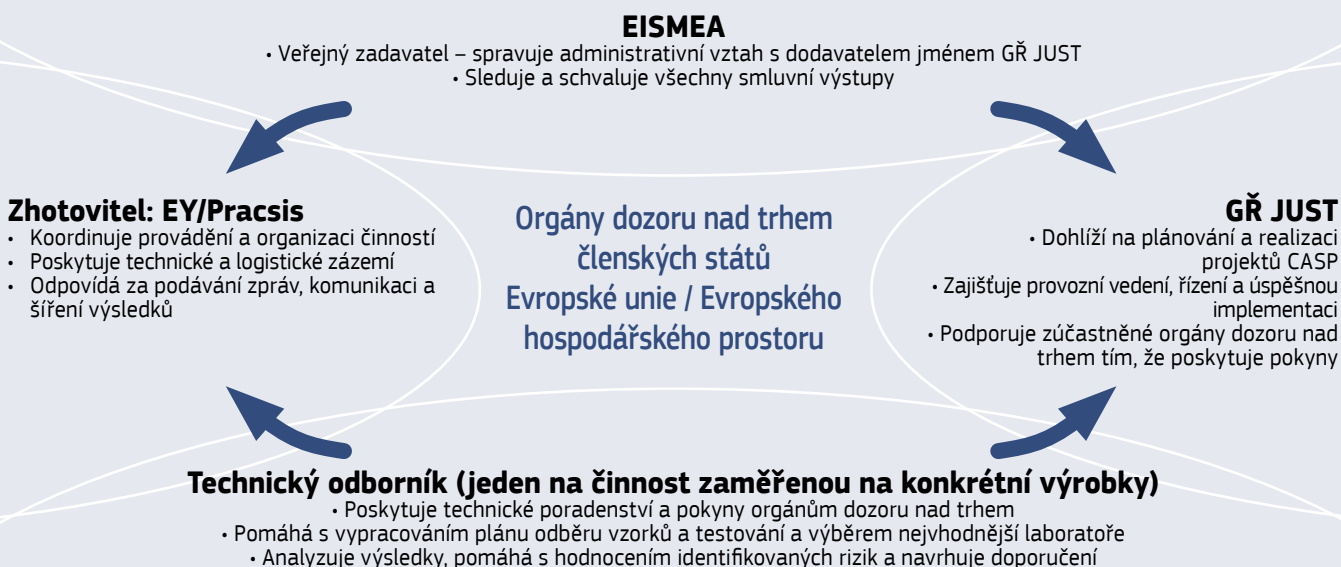 EISMEA
• Veřejný zadavatel – spravuje administrativní vztah s dodavatelem jménem GŘ JUST
• Sleduje a schvaluje všechny smluvní výstupy
Zhotovitel: EY/Pracsis
• Koordinuje provádění a organizaci činností
• Poskytuje technické a logistické zázemí
• Odpovídá za podávání zpráv, komunikaci a
šíření výsledků
Orgány dozoru nad trhem
členských států
Evropské unie / Evropského
hospodářského prostoru
GŘ JUST
• Dohlíží na plánování a realizaci
projektů CASP
• Zajišťuje provozní vedení, řízení a úspěšnou
implementaci
• Podporuje zúčastněné orgány dozoru nad
trhem tím, že poskytuje pokyny
Technický odborník (jeden na činnost zaměřenou na konkrétní výrobky)
• Poskytuje technické poradenství a pokyny orgánům dozoru nad trhem
• Pomáhá s vypracováním plánu odběru vzorků a testování a výběrem nejvhodnější laboratoře
• Analyzuje výsledky, pomáhá s hodnocením identifikovaných rizik a navrhuje doporučení